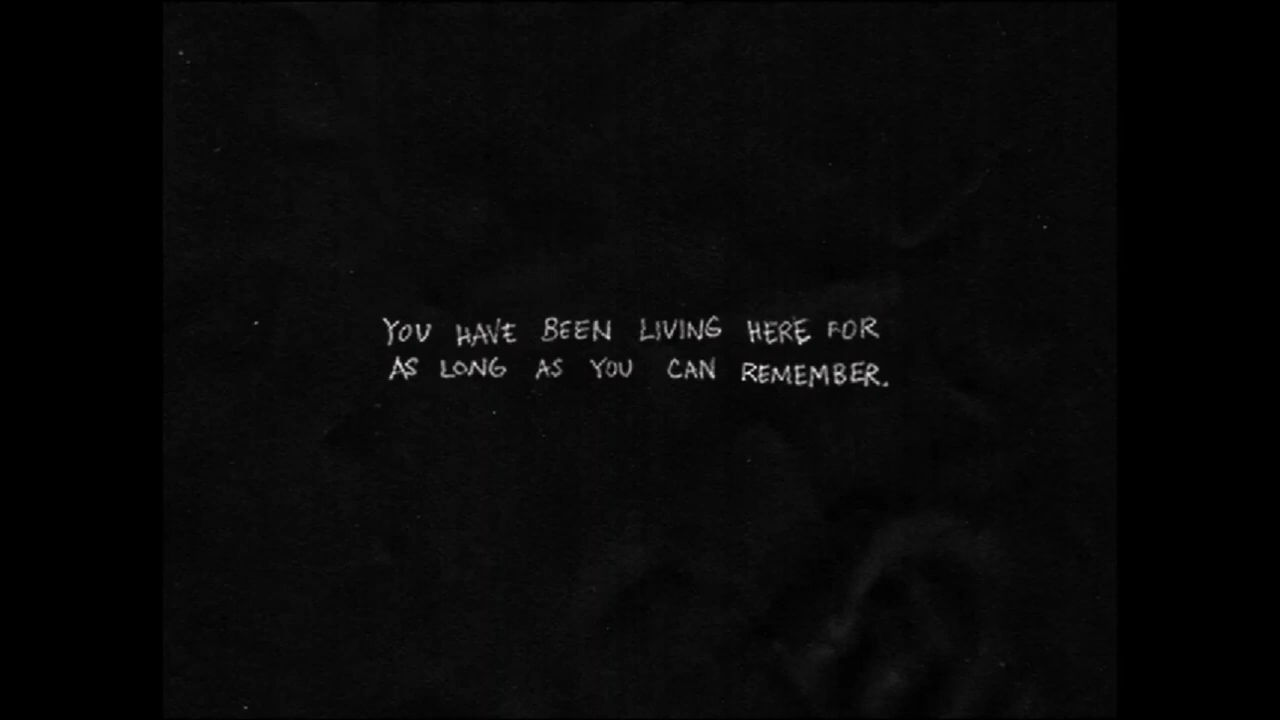 YOU HAVE BEEN LIVING HERE FOR
AS LONG AS YOU CAN REMEMBER.